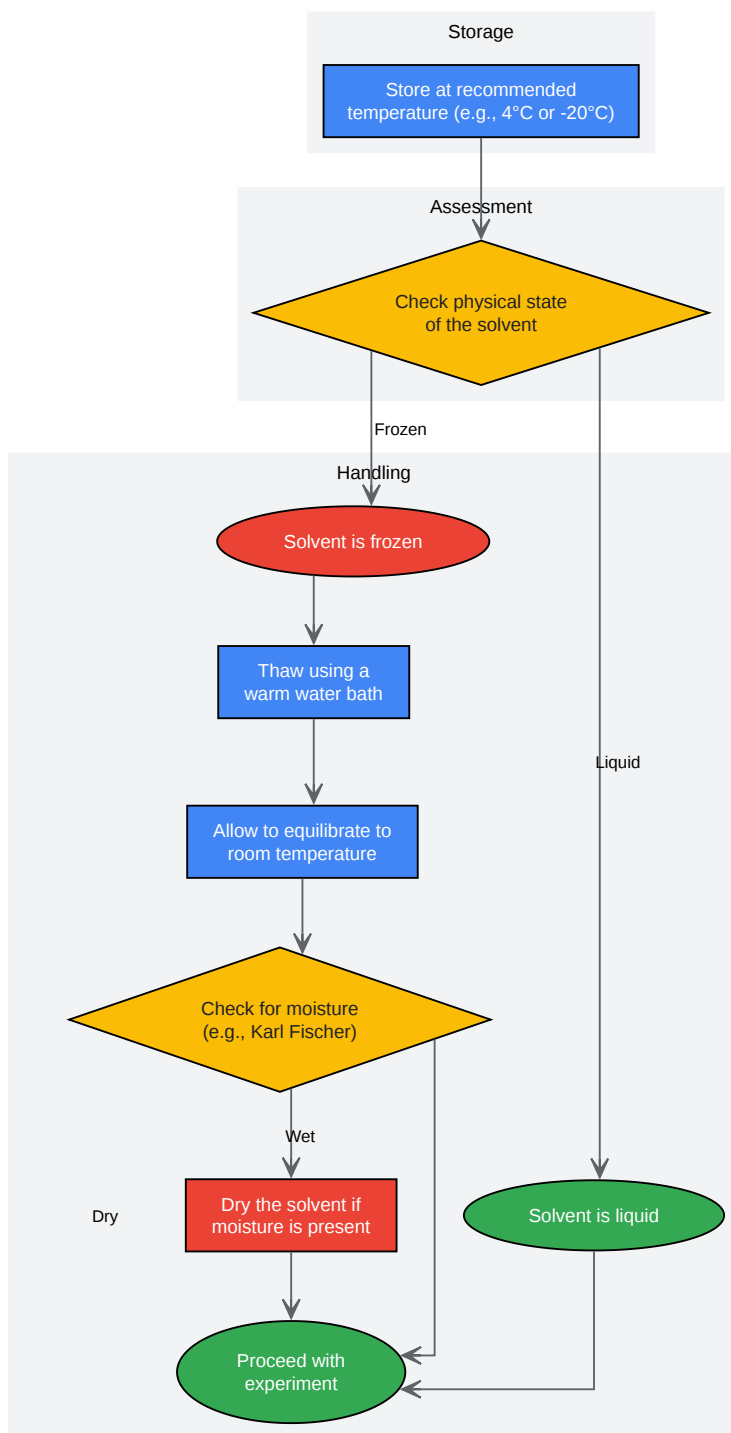 Storage
Store at recommended
temperature (e.g., 4°C or -20°C)
Assessment
Check physical state
of the solvent
Frozen
Handling
Solvent is frozen
Thaw using a
warm water bath
Liquid
Allow to equilibrate to
room temperature
Check for moisture
(e.g., Karl Fischer)
Wet
Dry
Dry the solvent if
moisture is present
Solvent is liquid
Proceed with
experiment